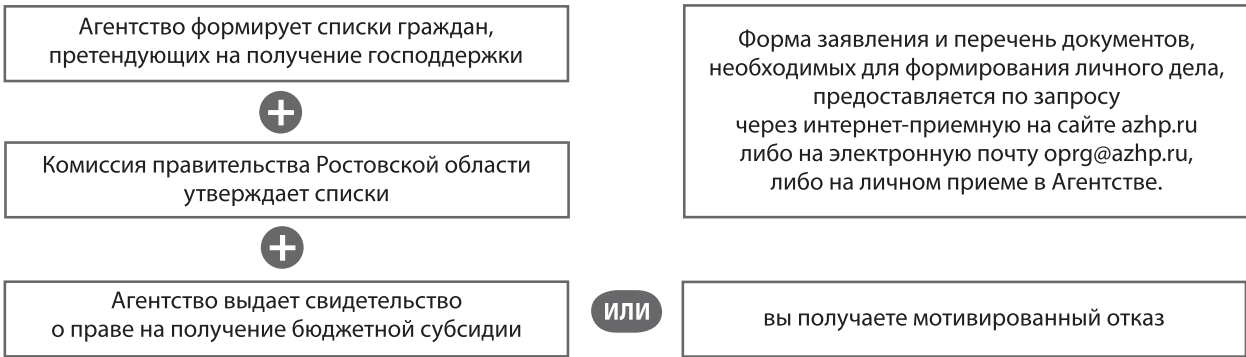 Агентство формирует списки граждан,
претендующих на получение господдержки
+
Комиссия правительства Ростовской области
утверждает списки
+
Агентство выдает свидетельство
о праве на получение бюджетной субсидии
ИЛИ
вы получаете мотивированный отказ
Форма заявления и перечень документов,
необходимых для формирования личного дела,
предоставляется по запросу
через интернет-приемную на сайте azhp.ru
либо на электронную почту oprg@azhp.ru,
либо на личном приеме в Агентстве.